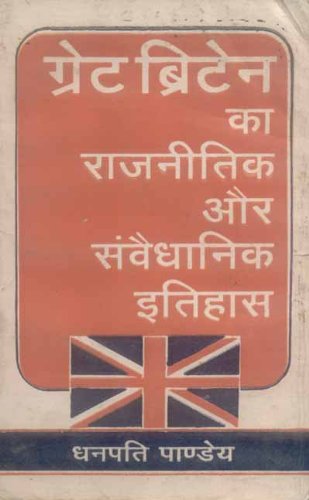 ग्रेट ब्रिटेन
का
राजनीतिक
और
संवैधानिक
इतिहास
धनपति पाण्डेय